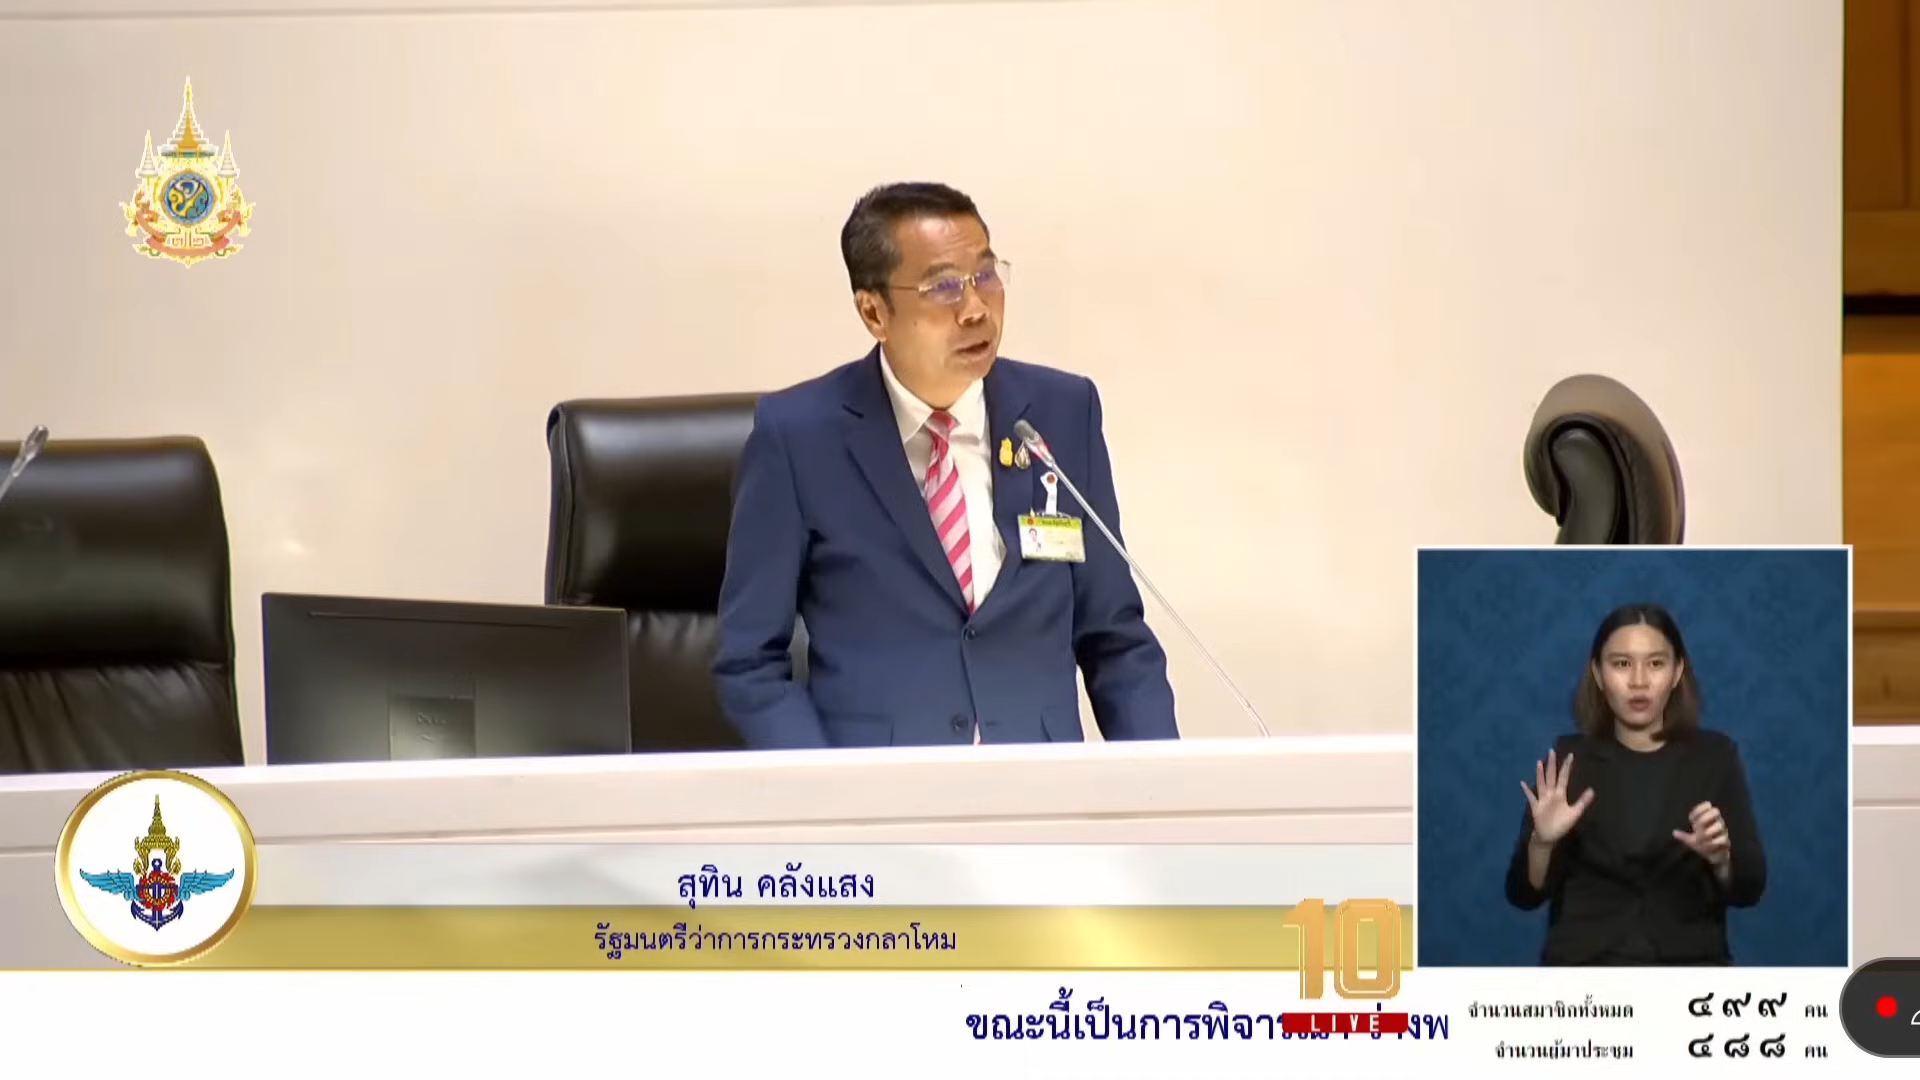 สุทิน คลังแสง
รัฐมนตรีว่าการกระทรวงกลาโหม
10
LIVE
ขณะนี้เป็นการพิจารณา ร่างพ
จำนวนสมาชิกทั้งหมด ๔๙๙ คน
จำนวนผู้มาประชุม ๔๘๘ คน